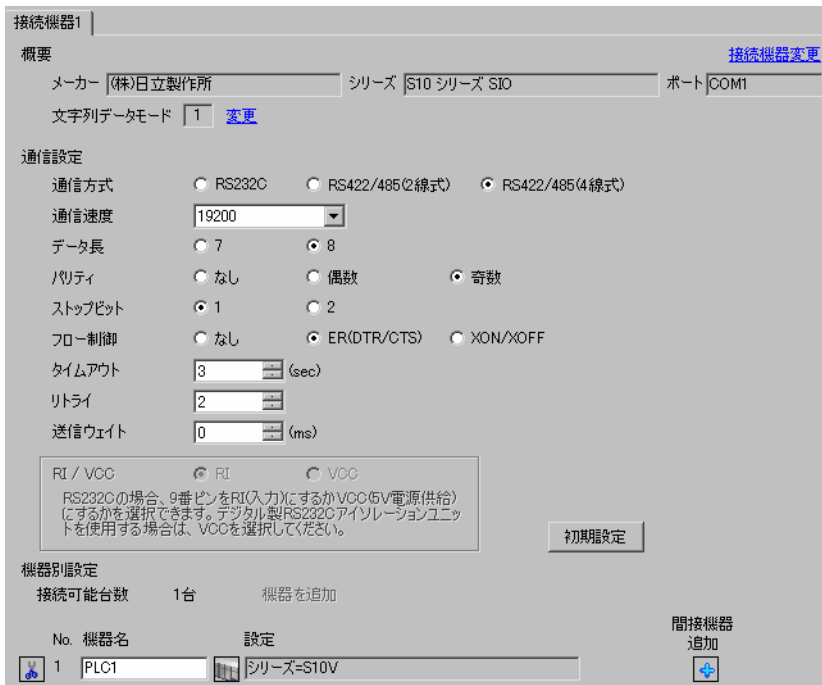 接続機器1
概要 接続機器変更
メーカー (株)日立製作所 シリーズ S10 シリーズ SIO ポート COM1
文字列データモード 1 変更
通信設定
通信方式 RS232C RS422/485(2線式) RS422/485(4線式)
通信速度 19200
データ長 7 8
パリティ なし 偶数 奇数
ストップビット 1 2
フロー制御 なし ER(DTR/CTS) XON/XOFF
タイムアウト 3 (sec)
リトライ 2
送信ウェイト 0 (ms)
RI / VCC RI VCC
RS232Cの場合、9番ピンをRI(入力)にするかVCC(5V電源供給)
にするかを選択できます。デジタル製RS232Cアイソレーションユニッ
トを使用する場合は、VCCを選択してください。
初期設定
機器別設定
接続可能台数 1台 機器を追加
間接機器
追加
No. 機器名 設定
1 PLC1 シリーズ=S10V